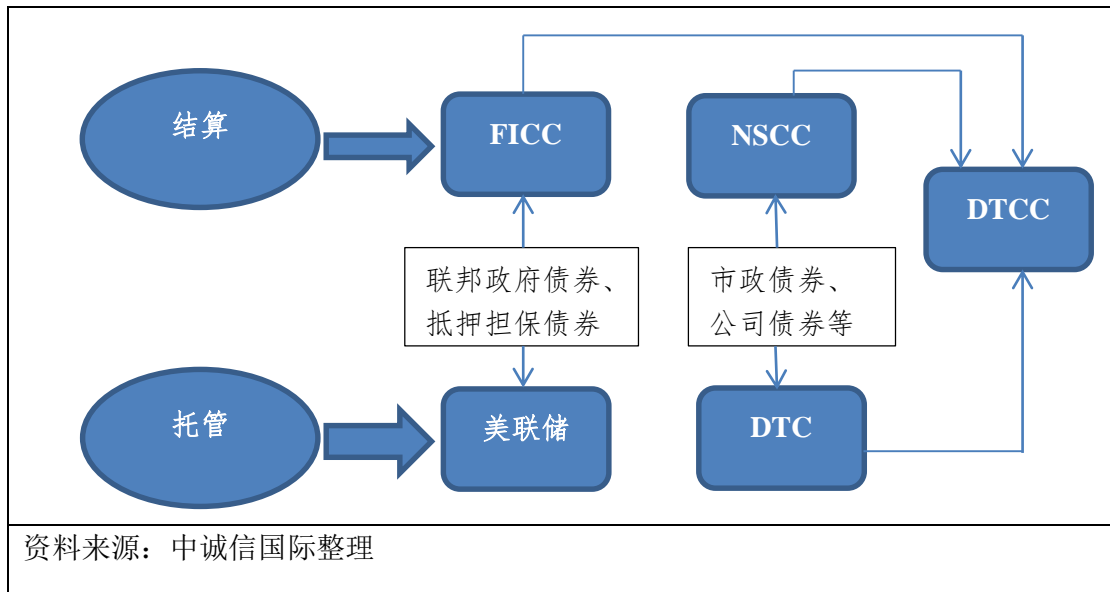 结算
FICC
NSCC
DTCC
联邦政府债券、
抵押担保债券
市政债券、
公司债券等
托管
美联储
DTC
资料来源：中诚信国际整理